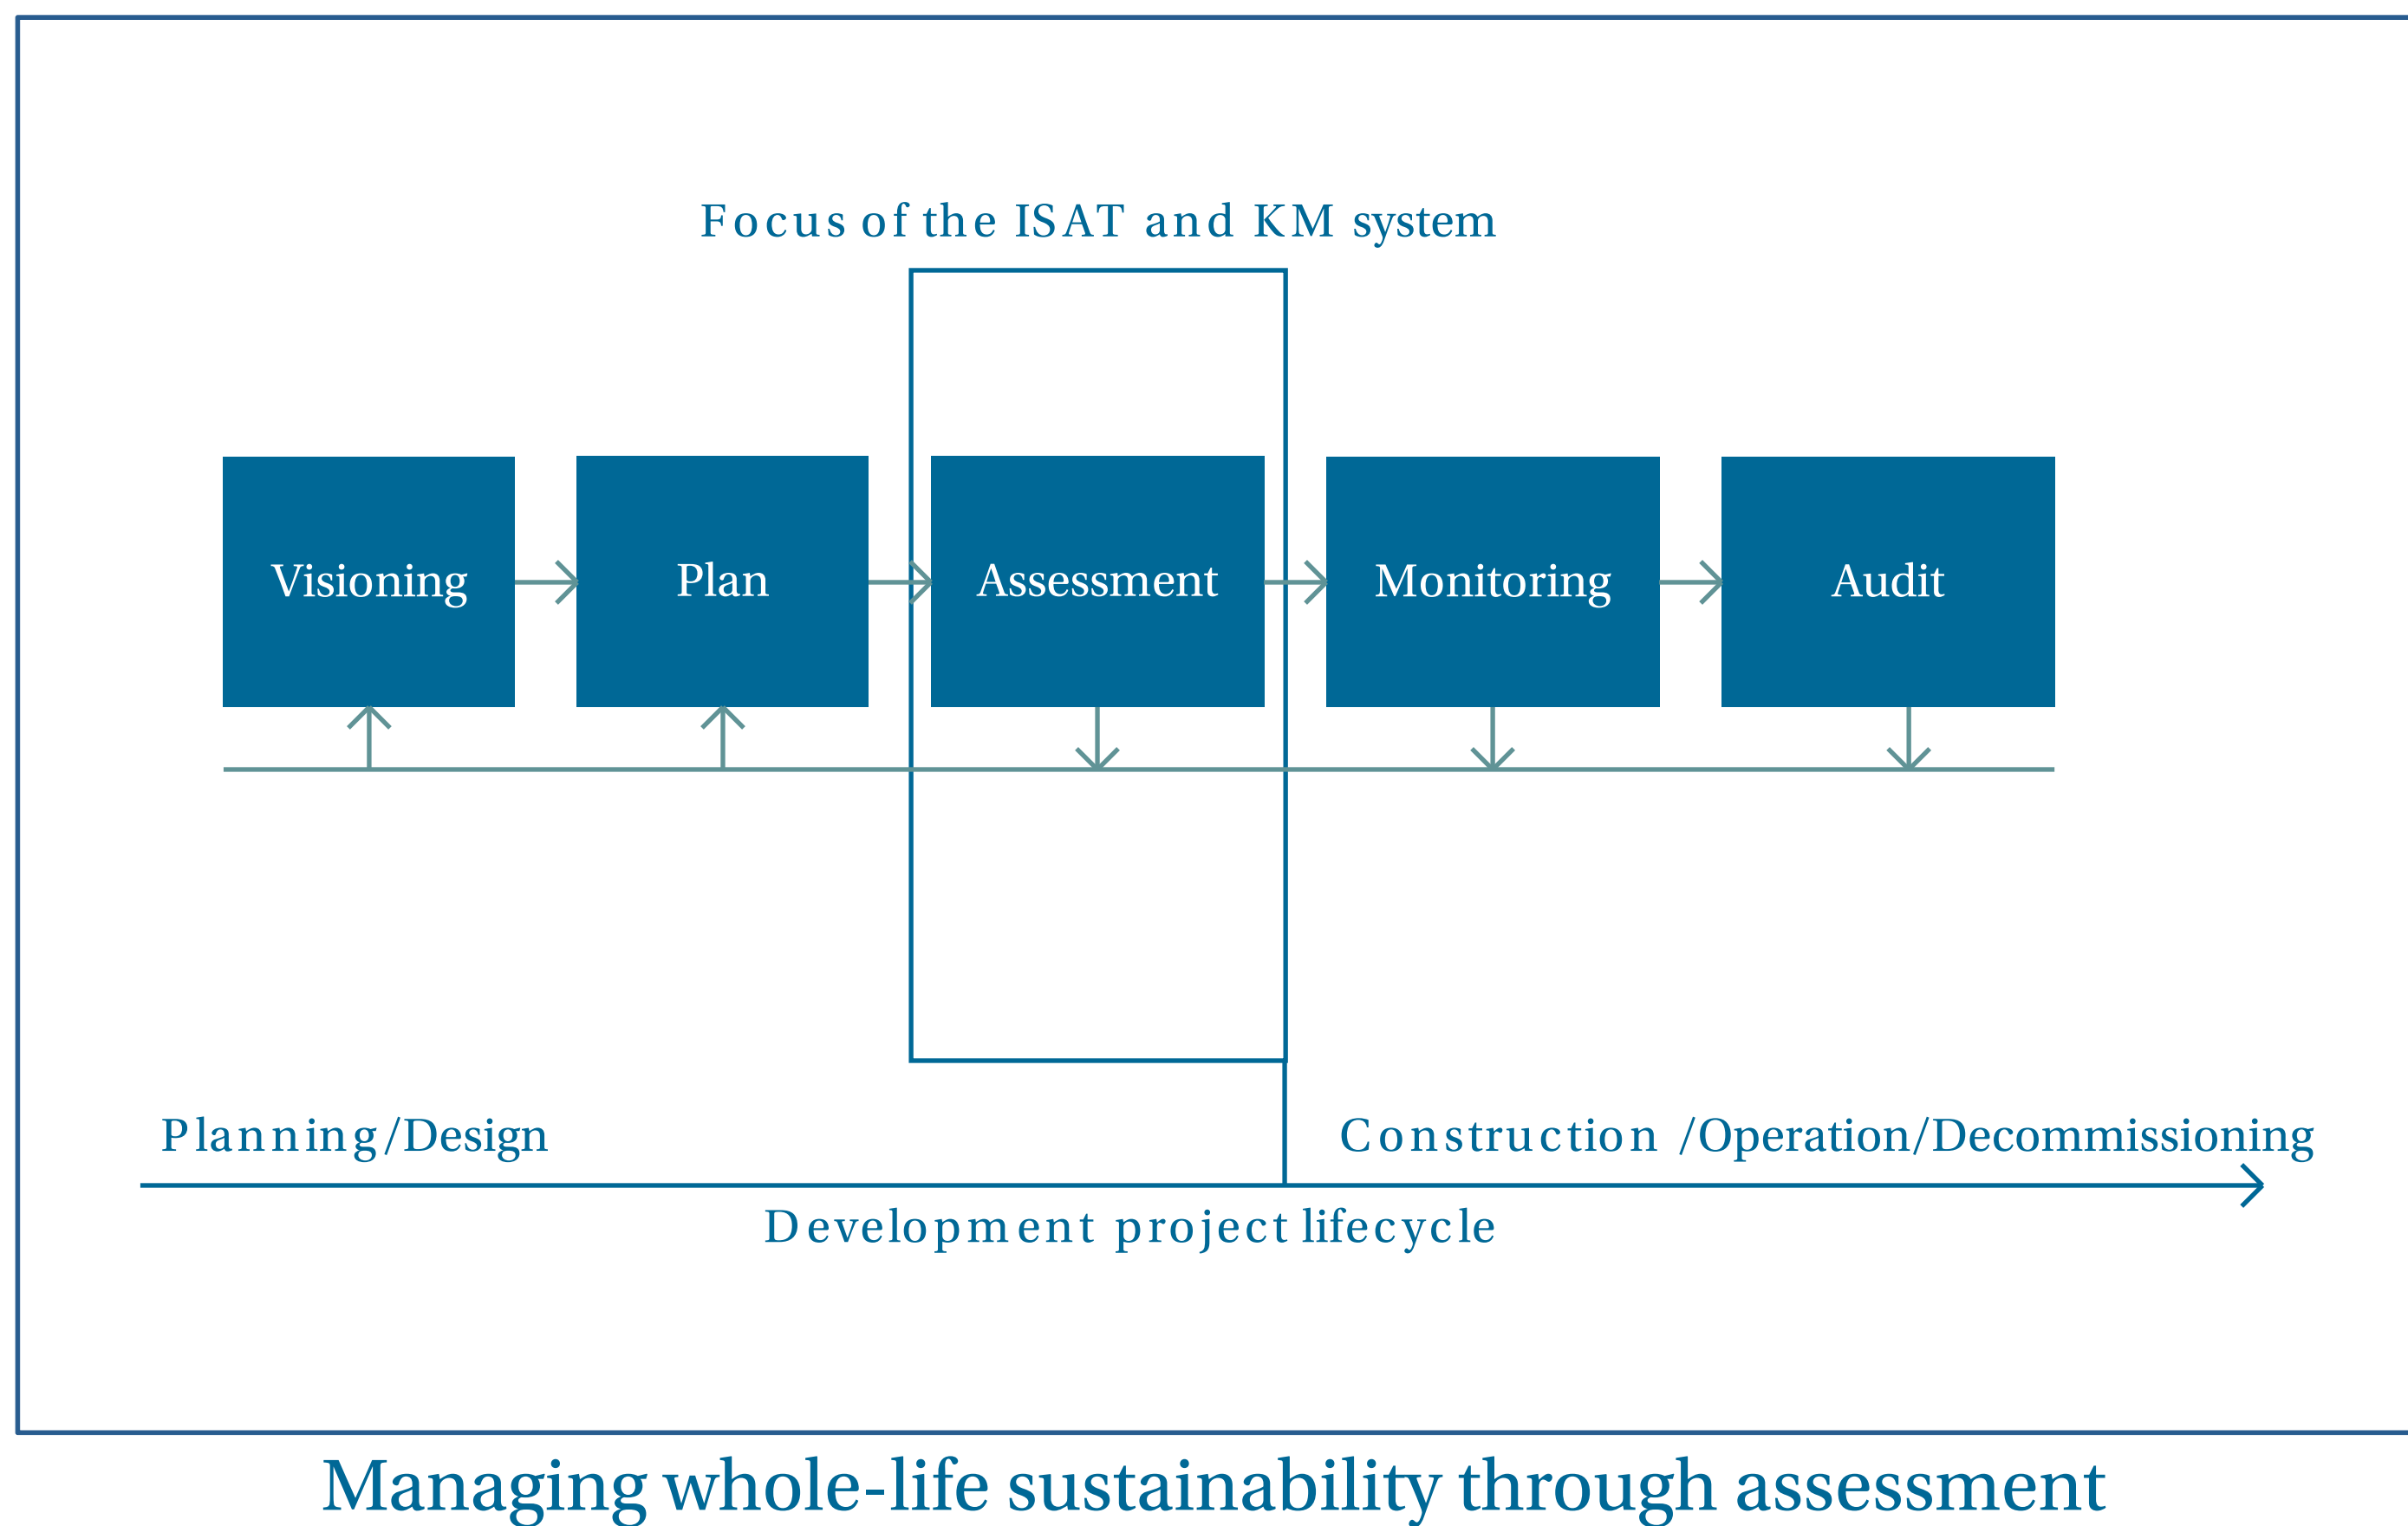 Focus of the ISAT and KM system
Visioning
Plan
Assessment
Monitoring
Audit
Planning/Design
Construction /Operation/Decommissioning
Development project lifecycle
Managing whole-life sustainability through assessment